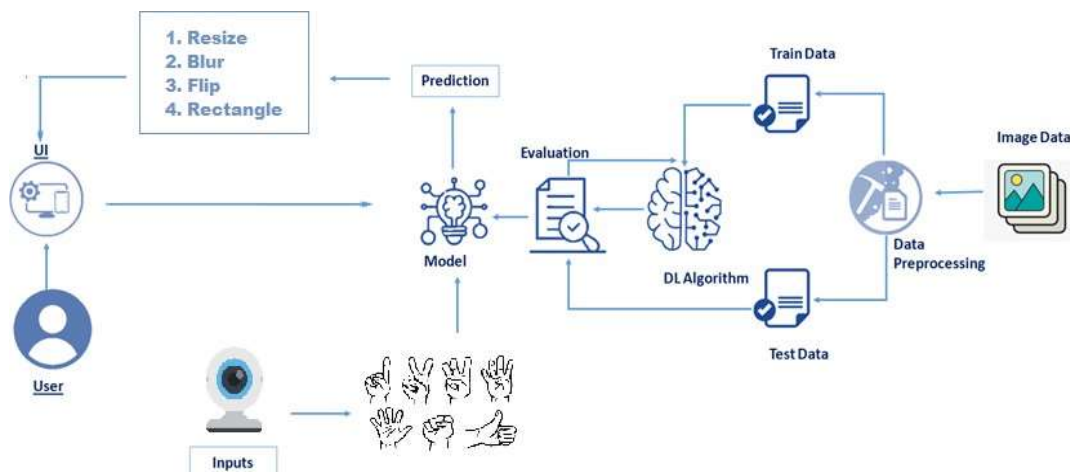 1. Resize
2. Blur
3. Flip
4. Rectangle
Prediction
Train Data
Image Data
UI
Evaluation
Model
DL Algorithm
Data
Preprocessing
User
Test Data
Inputs